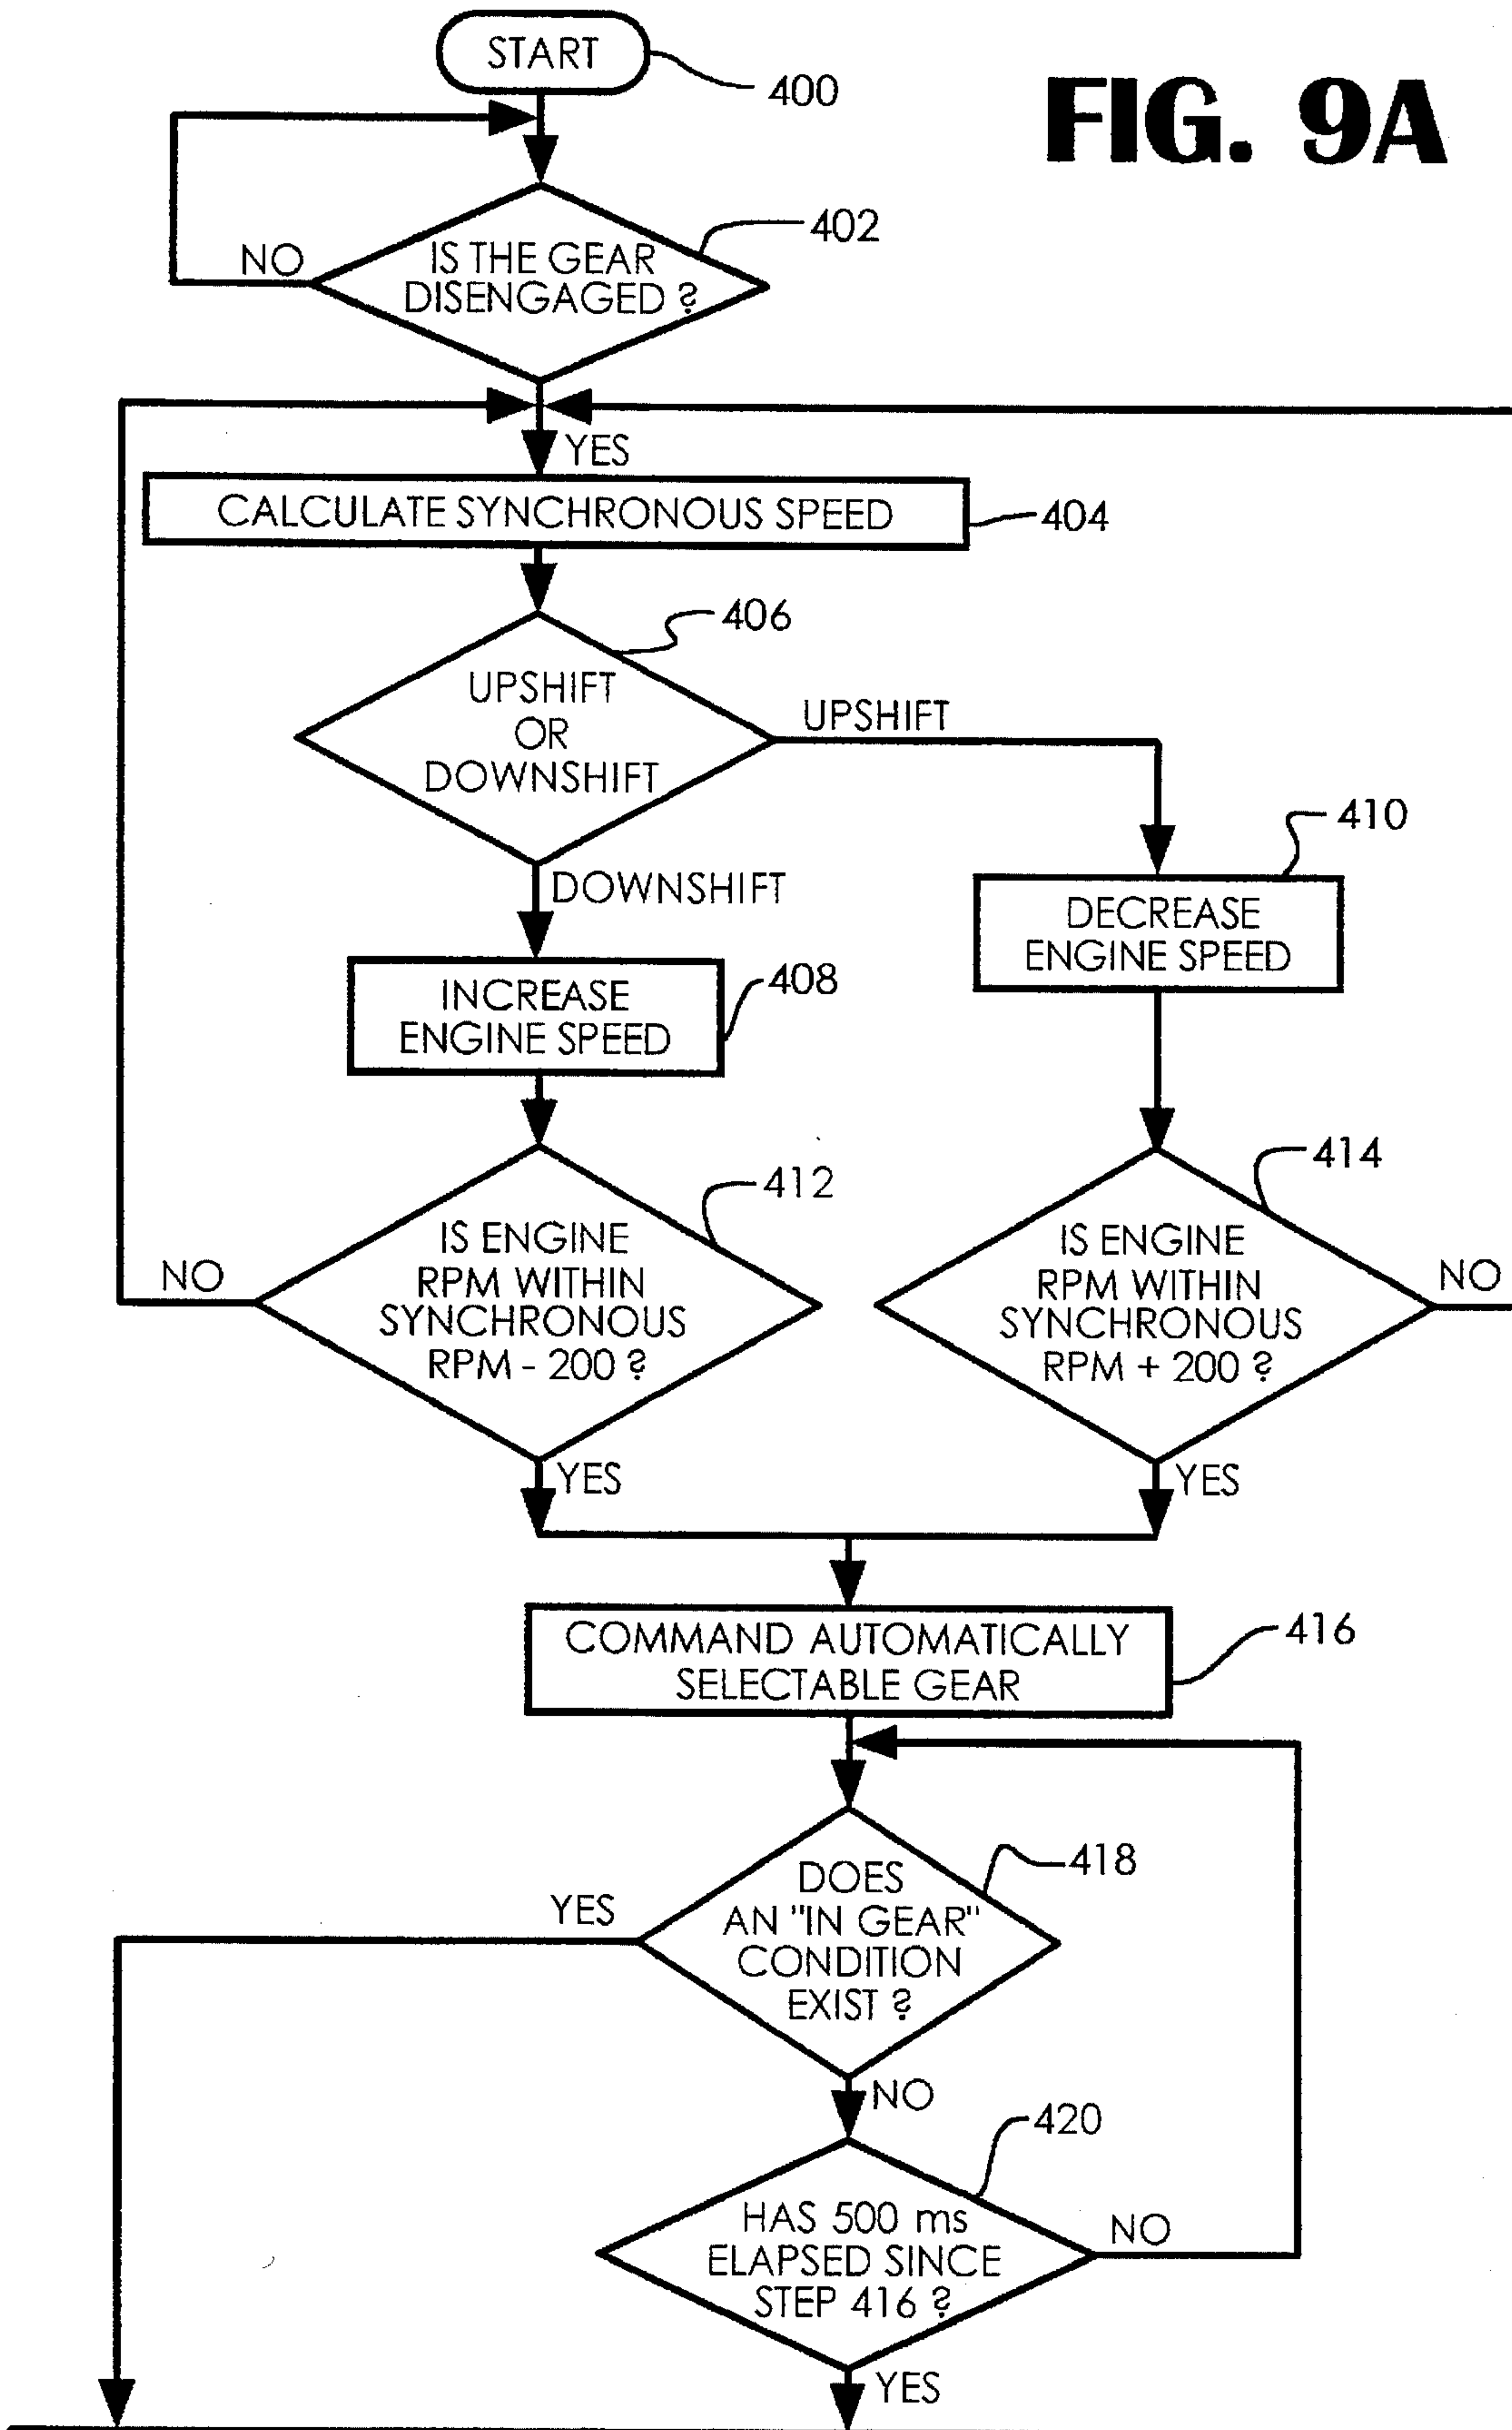 START
400
FIG. 9A
402
NO
IS THE GEAR
DISENGAGED ?
YES
CALCULATE SYNCHRONOUS SPEED
404
406
UPSHIFT
OR
DOWNSHIFT
UPSHIFT
410
DOWNSHIFT
DECREASE
ENGINE SPEED
408
INCREASE
ENGINE SPEED
412
414
NO
IS ENGINE
RPM WITHIN
SYNCHRONOUS
RPM - 200 ?
IS ENGINE
RPM WITHIN
SYNCHRONOUS
RPM + 200 ?
NO
YES
YES
COMMAND AUTOMATICALLY
SELECTABLE GEAR
416
418
YES
DOES
AN "IN GEAR"
CONDITION
EXIST ?
NO
420
HAS 500 ms
ELAPSED SINCE
STEP 416 ?
NO
YES